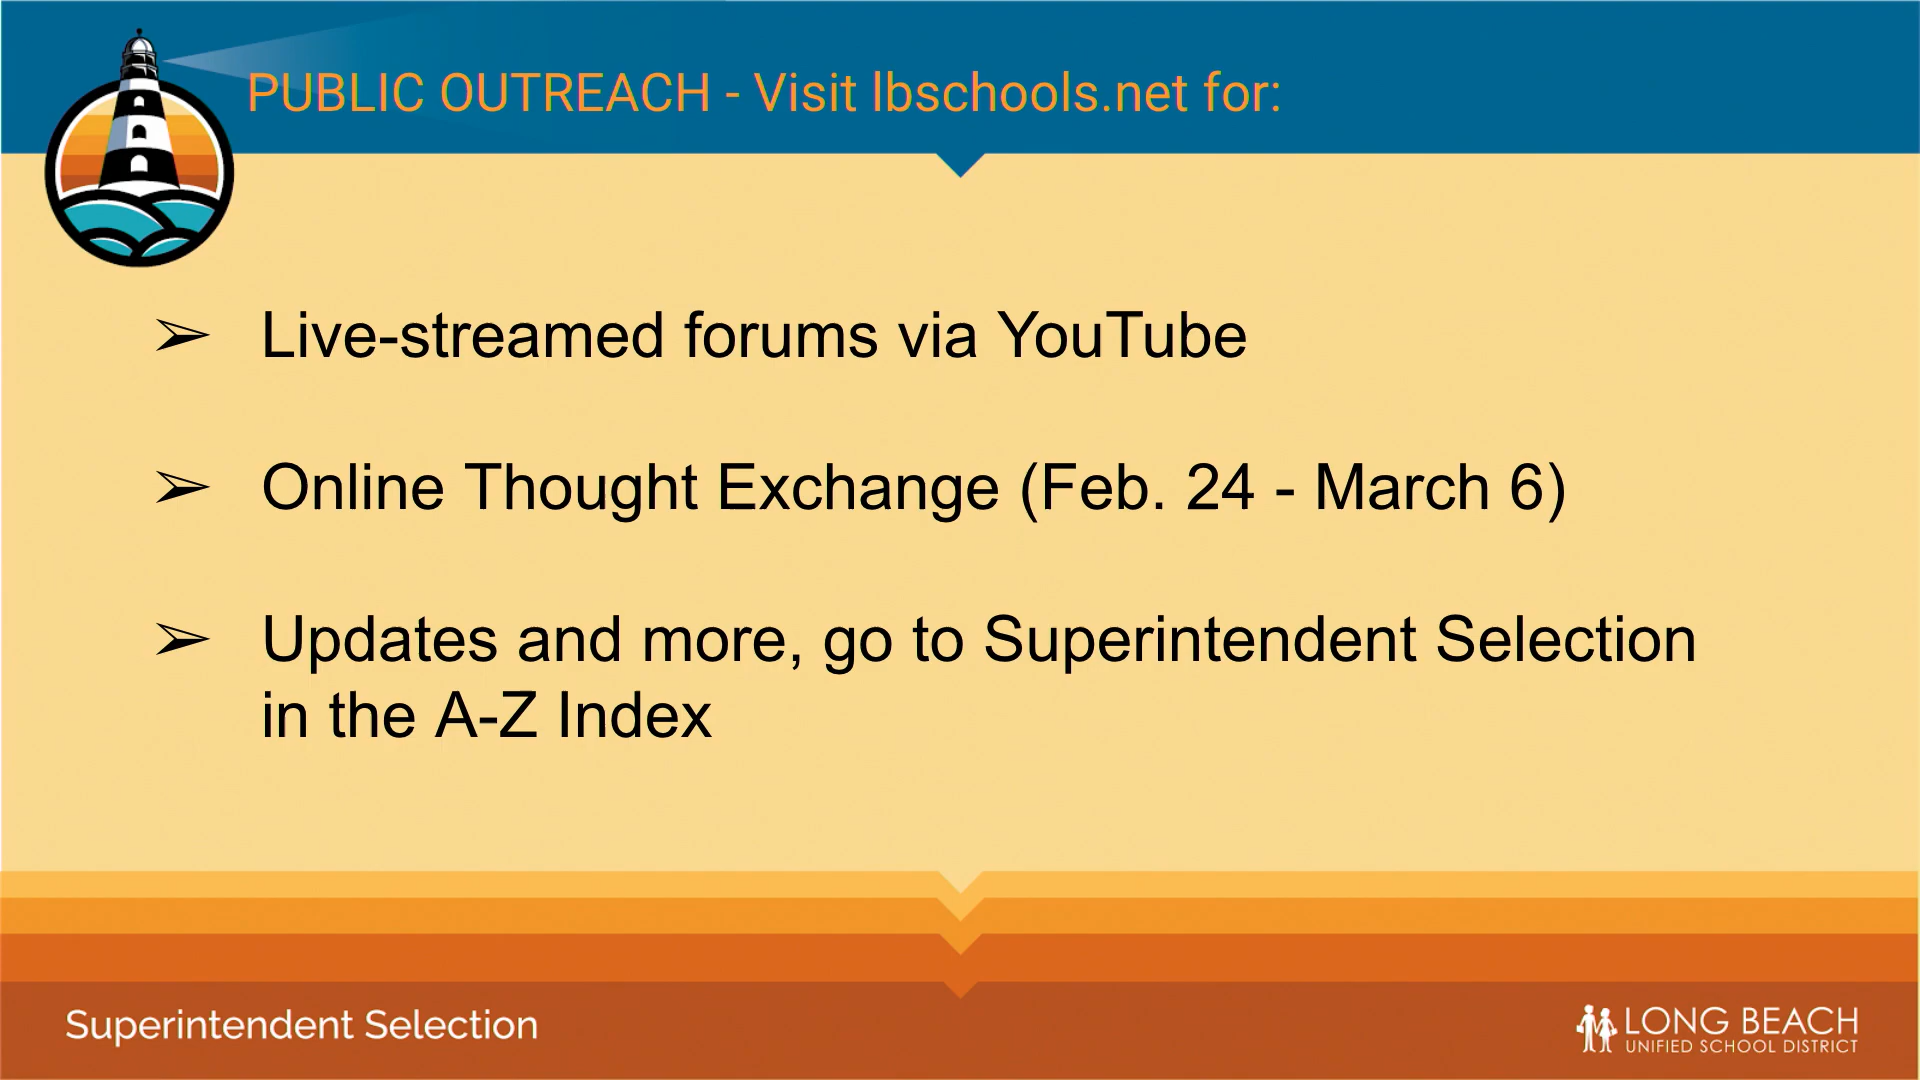 PUBLIC OUTREACH - Visit lbschools.net for:
➢ Live-streamed forums via YouTube
➢ Online Thought Exchange (Feb. 24 - March 6)
➢ Updates and more, go to Superintendent Selection
in the A-Z Index
Superintendent Selection
LONG BEACH
UNIFIED SCHOOL DISTRICT